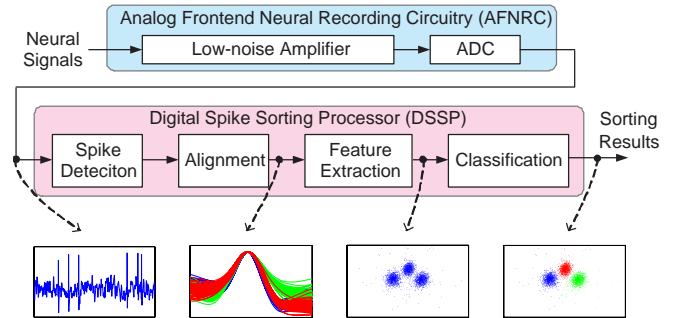 Analog Frontend Neural Recording Circuitry (AFNRC)
Neural
Signals
Low-noise Amplifier
ADC
Digital Spike Sorting Processor (DSSP)
Spike
Deteciton
Alignment
Feature
Extraction
Classification
Sorting
Results